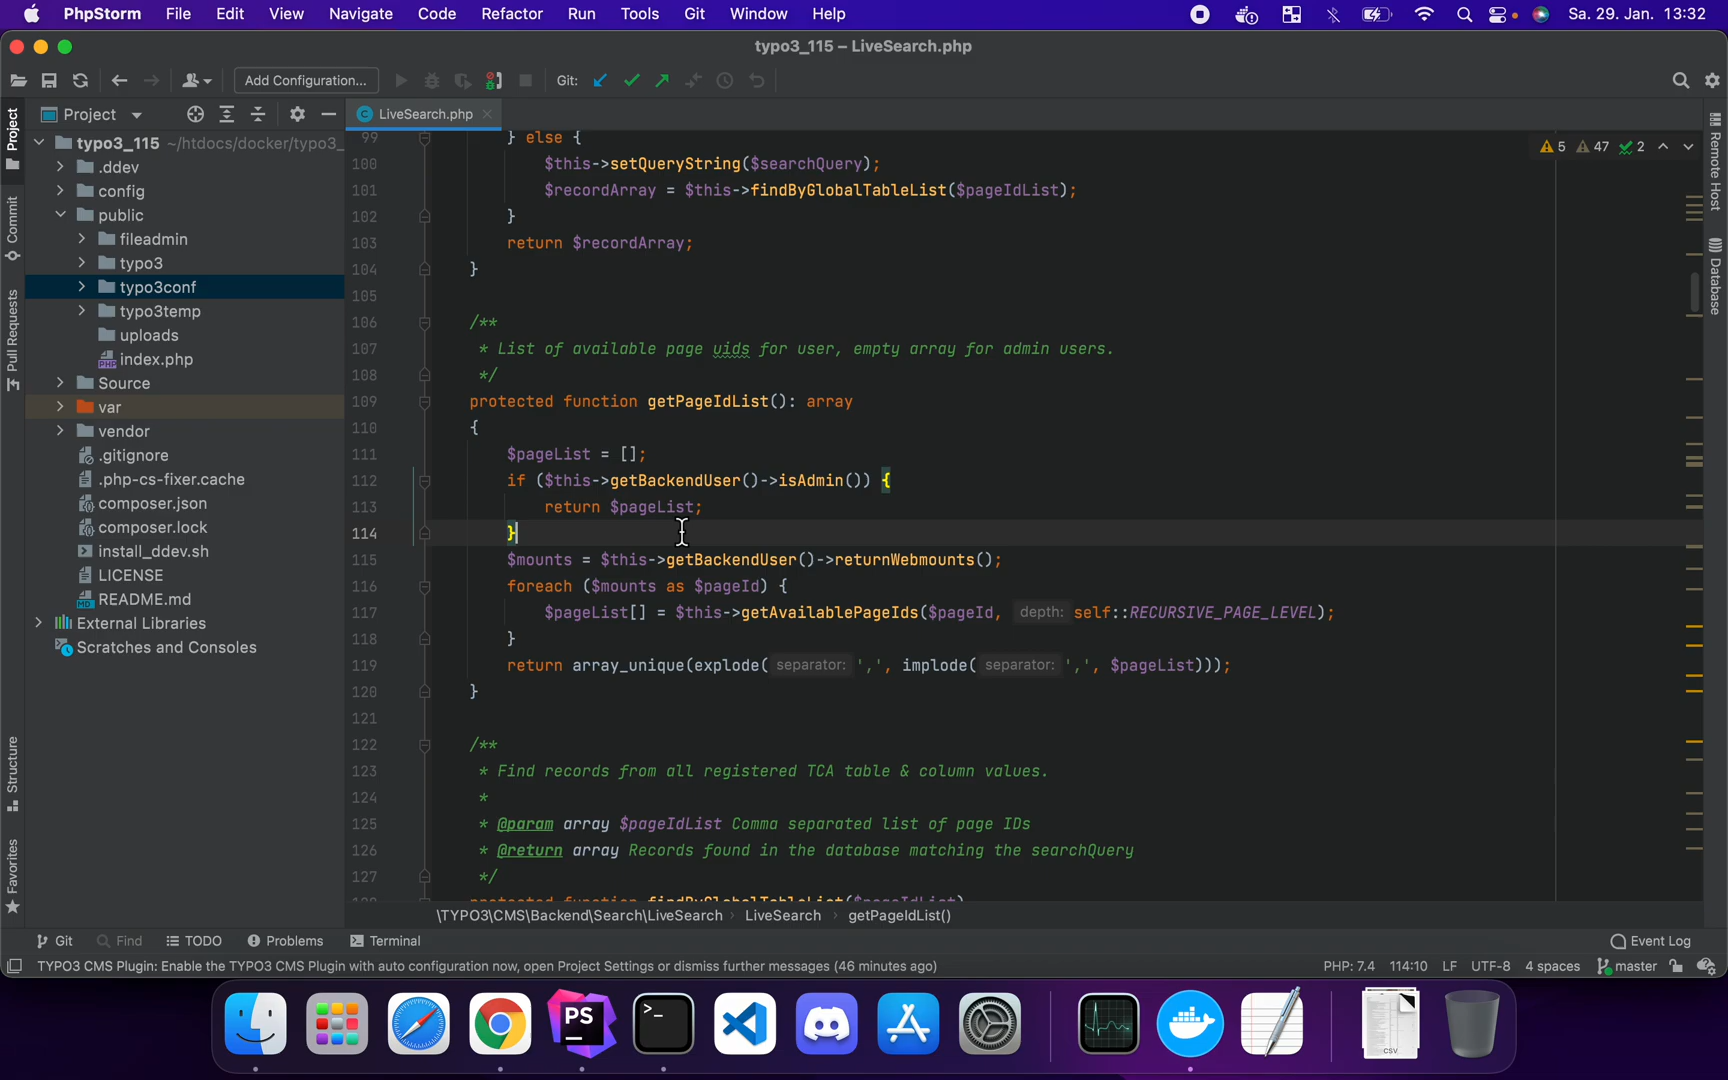 PhpStorm File Edit View Navigate Code Refactor Run Tools Git Window Help Sa. 29. Jan. 13:32
typo3_115 – LiveSearch.php
Add Configuration... Git:
Project LiveSearch.php
5 47 2
typo3_115 ~/htdocs/docker/typo3_
.ddev
config
public
fileadmin
typo3
typo3conf
typo3temp
uploads
index.php
Source
var
vendor
.gitignore
.php-cs-fixer.cache
composer.json
composer.lock
install_ddev.sh
LICENSE
README.md
External Libraries
Scratches and Consoles
Project
Commit
Pull Requests
Structure
Favorites
99 } else {
100 $this->setQueryString($searchQuery);
101 $recordArray = $this->findByGlobalTableList($pageIdList);
102 }
103 return $recordArray;
104 }
105
106 /**
107 * List of available page uids for user, empty array for admin users.
108 */
109 protected function getPageIdList(): array
110 {
111 $pageList = [];
112 if ($this->getBackendUser()->isAdmin()) {
113 return $pageList;
114 }
115 $mounts = $this->getBackendUser()->returnWebmounts();
116 foreach ($mounts as $pageId) {
117 $pageList[] = $this->getAvailablePageIds($pageId, depth: self::RECURSIVE_PAGE_LEVEL);
118 }
119 return array_unique(explode( separator: ',', implode( separator: ',', $pageList)));
120 }
121
122 /**
123 * Find records from all registered TCA table & column values.
124 *
125 * @param array $pageIdList Comma separated list of page IDs
126 * @return array Records found in the database matching the searchQuery
127 */
128 protected function findByGlobalTableList($pageIdList)
Remote Host
Database
\TYPO3\CMS\Backend\Search\LiveSearch LiveSearch getPageIdList()
Git Find TODO Problems Terminal Event Log
TYPO3 CMS Plugin: Enable the TYPO3 CMS Plugin with auto configuration now, open Project Settings or dismiss further messages (46 minutes ago) PHP: 7.4 114:10 LF UTF-8 4 spaces master
PS
CSV